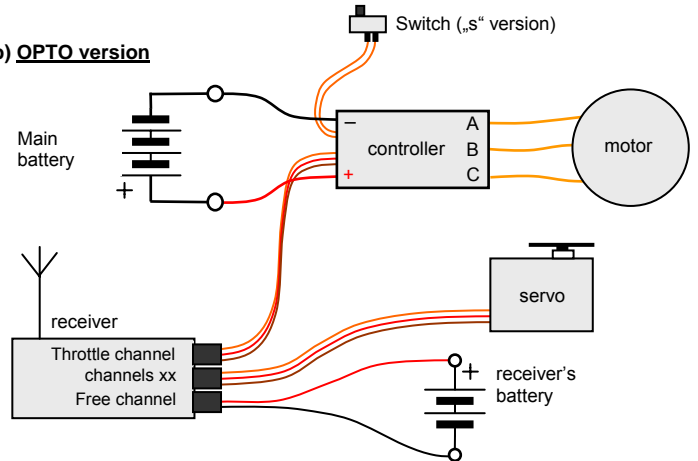 Switch („s“ version)
b) OPTO version
Main
battery
+
−
+
controller
A
B
C
motor
servo
receiver
Throttle channel
channels xx
Free channel
+
receiver's
battery